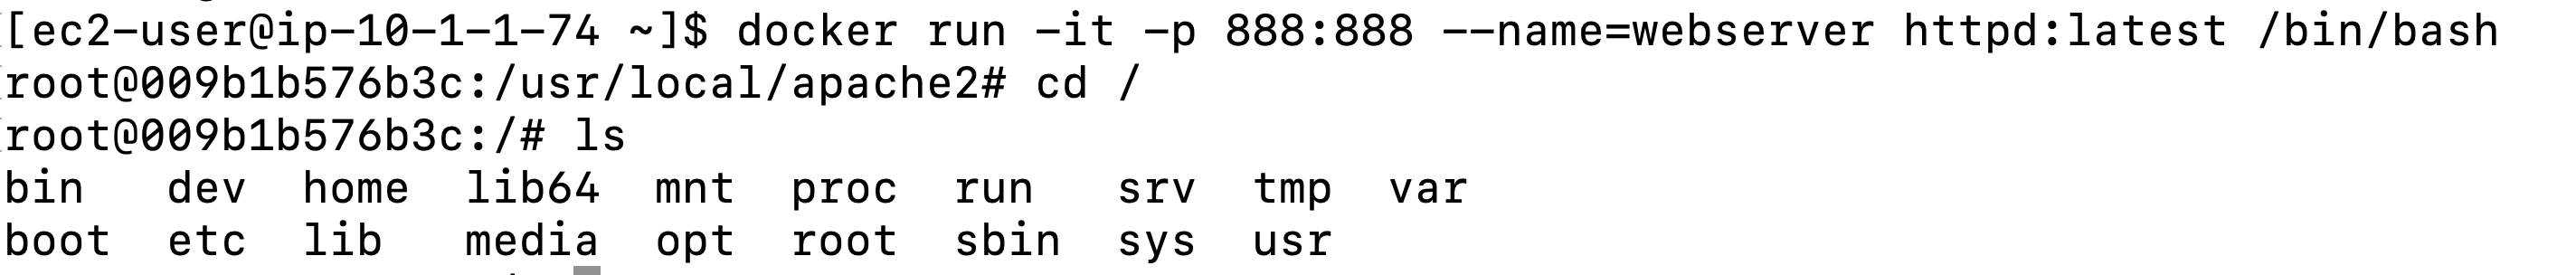 [ec2-user@ip-10-1-1-74 ~]$ docker run -it -p 888:888 --name=webserver httpd:latest /bin/bash
root@009b1b576b3c:/usr/local/apache2# cd /
root@009b1b576b3c:/# ls
bin   dev  home  lib64  mnt  proc  run   srv  tmp  var
boot  etc  lib   media  opt  root  sbin  sys  usr